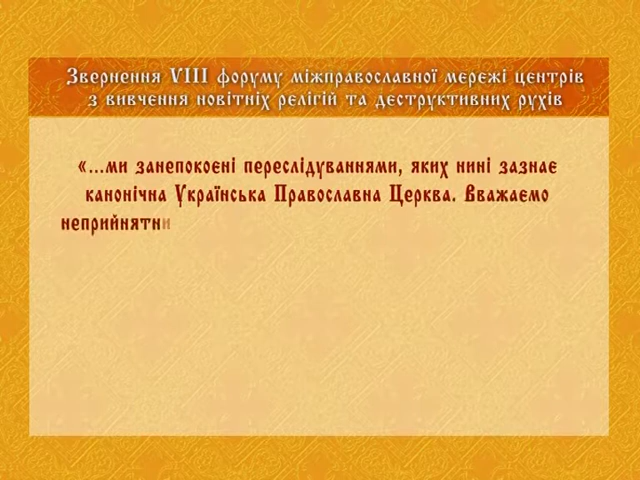 Звернення VIII форуму міжправославної мережі центрів
з вивчення новітніх релігій та деструктивних рухів
«...ми занепокоєні переслідуваннями, яких нині зазнає
канонічна Українська Православна Церква. Вважаємо
неприйнятни